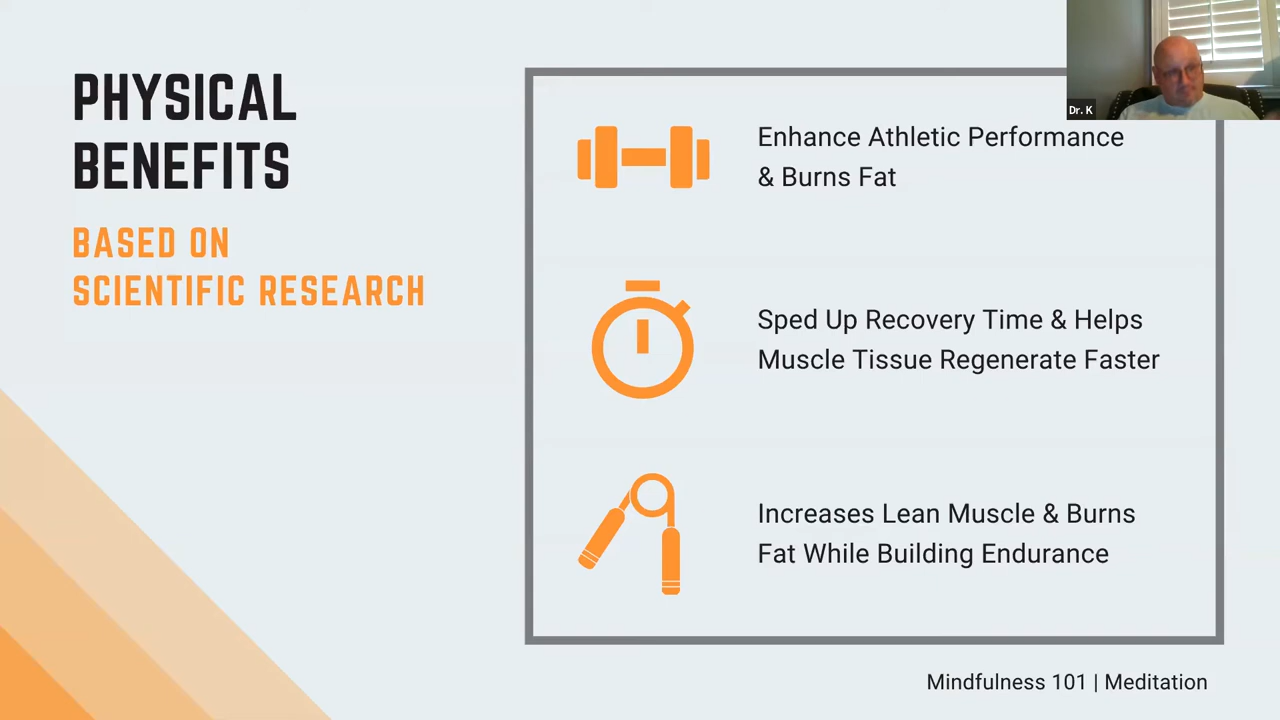 PHYSICAL
BENEFITS
BASED ON
SCIENTIFIC RESEARCH
Dr. K
Enhance Athletic Performance
& Burns Fat
Sped Up Recovery Time & Helps
Muscle Tissue Regenerate Faster
Increases Lean Muscle & Burns
Fat While Building Endurance
Mindfulness 101 | Meditation